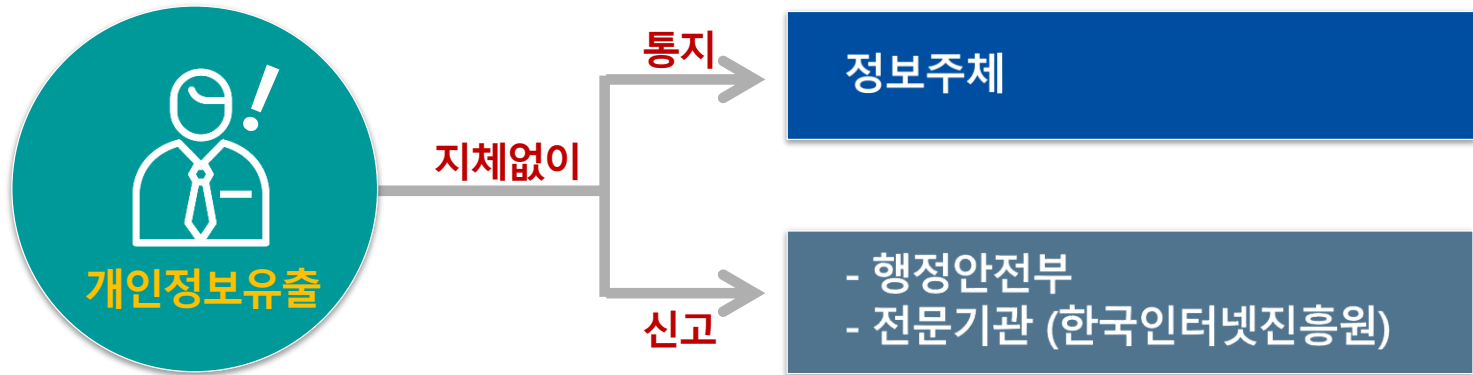 개인정보유출
지체없이
통지
정보주체
신고
- 행정안전부
- 전문기관 (한국인터넷진흥원)